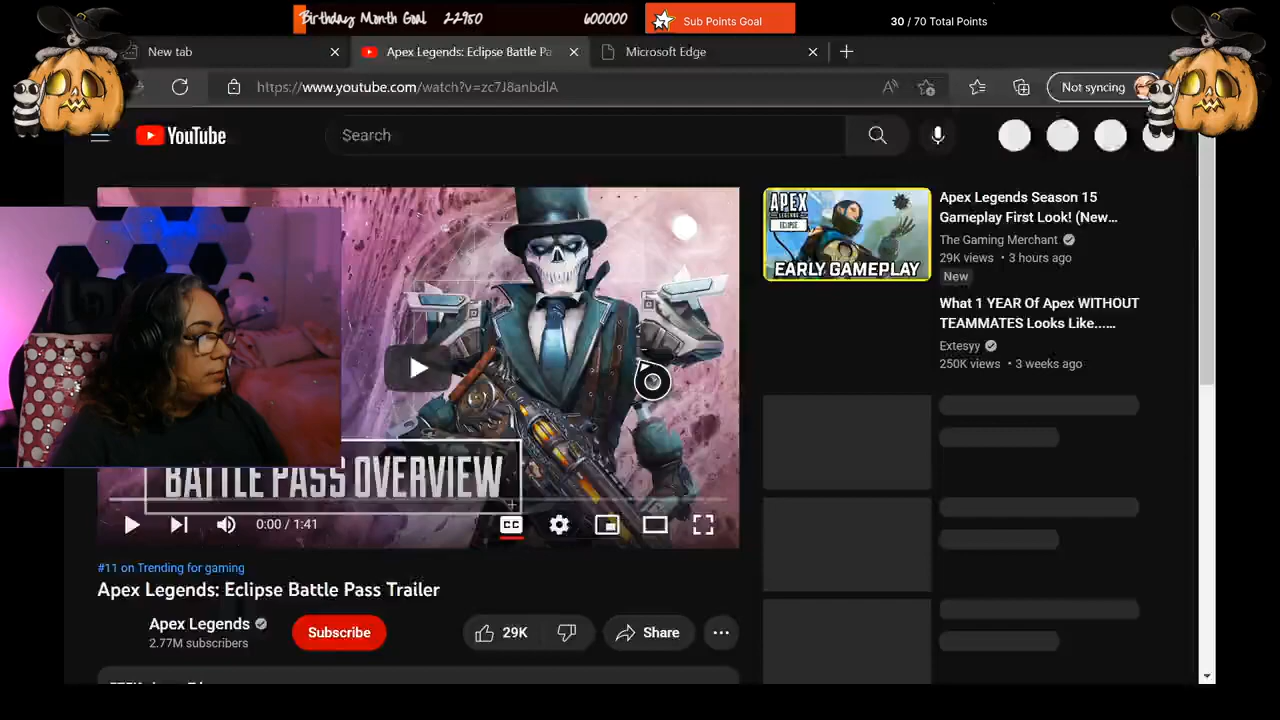 Birthday Month Goal 22950 600000
Sub Points Goal
30 / 70 Total Points
New tab
Apex Legends: Eclipse Battle Pa
Microsoft Edge
https://www.youtube.com/watch?v=zc7J8anbdlA
Not syncing
YouTube
Search
APEX
LEGENDS
ECLIPSE
EARLY GAMEPLAY
Apex Legends Season 15
Gameplay First Look! (New...
The Gaming Merchant
29K views • 3 hours ago
New
What 1 YEAR Of Apex WITHOUT
TEAMMATES Looks Like......
Extesyy
250K views • 3 weeks ago
BATTLE PASS OVERVIEW
0:00 / 1:41
CC
#11 on Trending for gaming
Apex Legends: Eclipse Battle Pass Trailer
Apex Legends
2.77M subscribers
Subscribe
29K
Share